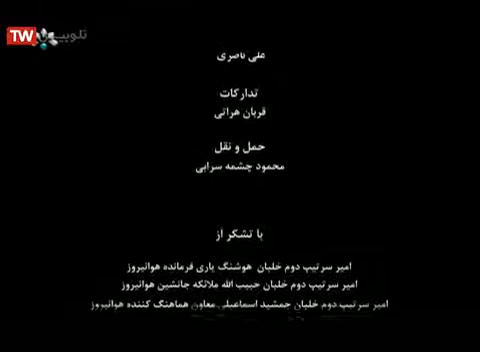 TW
تلوبیون
علی ناصری
تدارکات
قربان هراتی
حمل و نقل
محمود چشمه سرابی
با تشکر از
امیر سرتیپ دوم خلبان هوشنگ یاری فرمانده هوانیروز
امیر سرتیپ دوم خلبان حبیب الله ملائکه جانشین هوانیروز
امیر سرتیپ دوم خلبان جمشید اسماعیلی معاون هماهنگ کننده هوانیروز